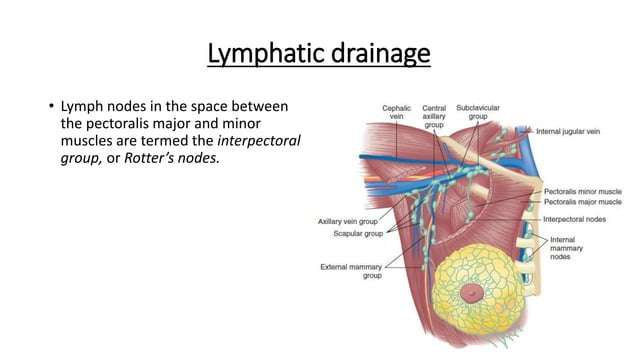 Lymphatic drainage
• Lymph nodes in the space between
the pectoralis major and minor
muscles are termed the interpectoral
group, or Rotter’s nodes.
Cephalic
vein
Central
axillary
group
Subclavicular
group
Internal jugular vein
Pectoralis minor muscle
Pectoralis major muscle
Axillary vein group
Interpectoral nodes
Scapular group
Internal
mammary
nodes
External mammary
group